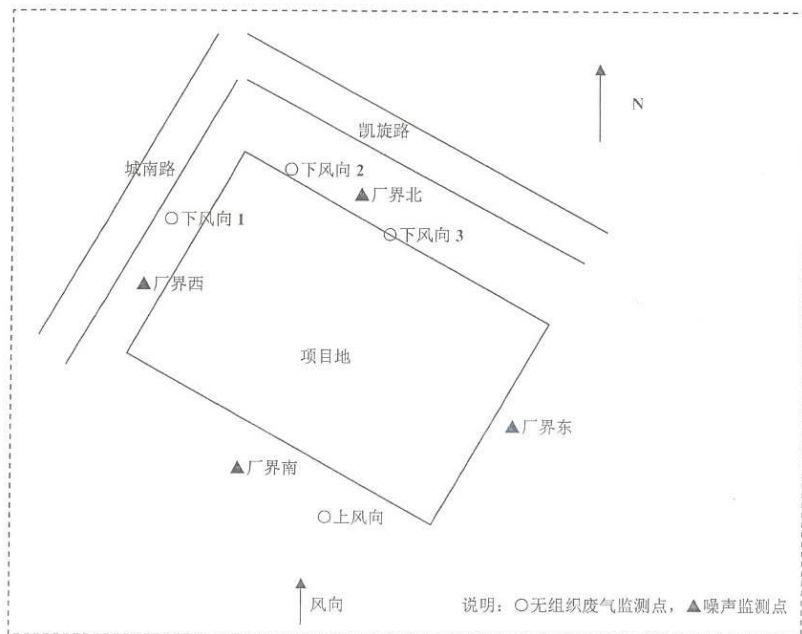 N
凯旋路
城南路
○下风向 2
▲厂界北
○下风向 1
○下风向 3
▲厂界西
项目地
▲厂界东
▲厂界南
○上风向
风向
说明：○无组织废气监测点，▲噪声监测点